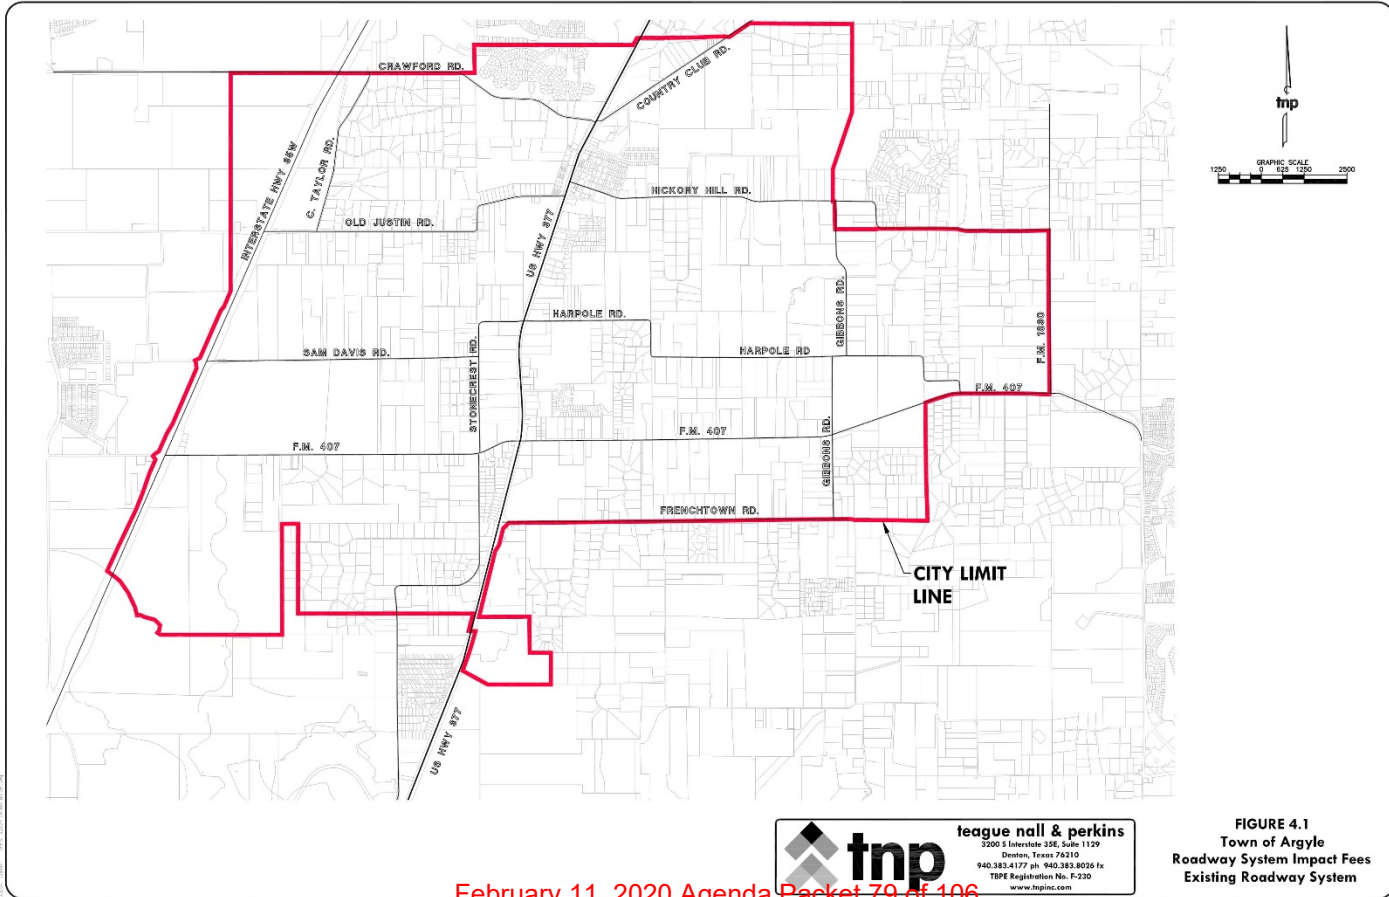 CRAWFORD RD.
COUNTRY CLUB RD.
INTERSTATE HWY 35W
C. TAYLOR RD.
OLD JUSTIN RD.
HICKORY HILL RD.
US HWY 377
HARPOLE RD.
SAM DAVIS RD.
STONECREST RD.
HARPOLE RD
GIBBONS RD.
F.M. 1830
F.M. 407
F.M. 407
F.M. 407
GIBBONS RD.
FRENCHTOWN RD.
CITY LIMIT
LINE
US HWY 377
tnp
GRAPHIC SCALE
1250 0 625 1250 2500
tnp
teague nall & perkins
3200 S Interstate 35E, Suite 1129
Denton, Texas 76210
940.383.4177 ph 940.383.8026 fx
TBPE Registration No. F-230
www.tnpinc.com
FIGURE 4.1
Town of Argyle
Roadway System Impact Fees
Existing Roadway System
February 11, 2020 Agenda Packet 79 of 106